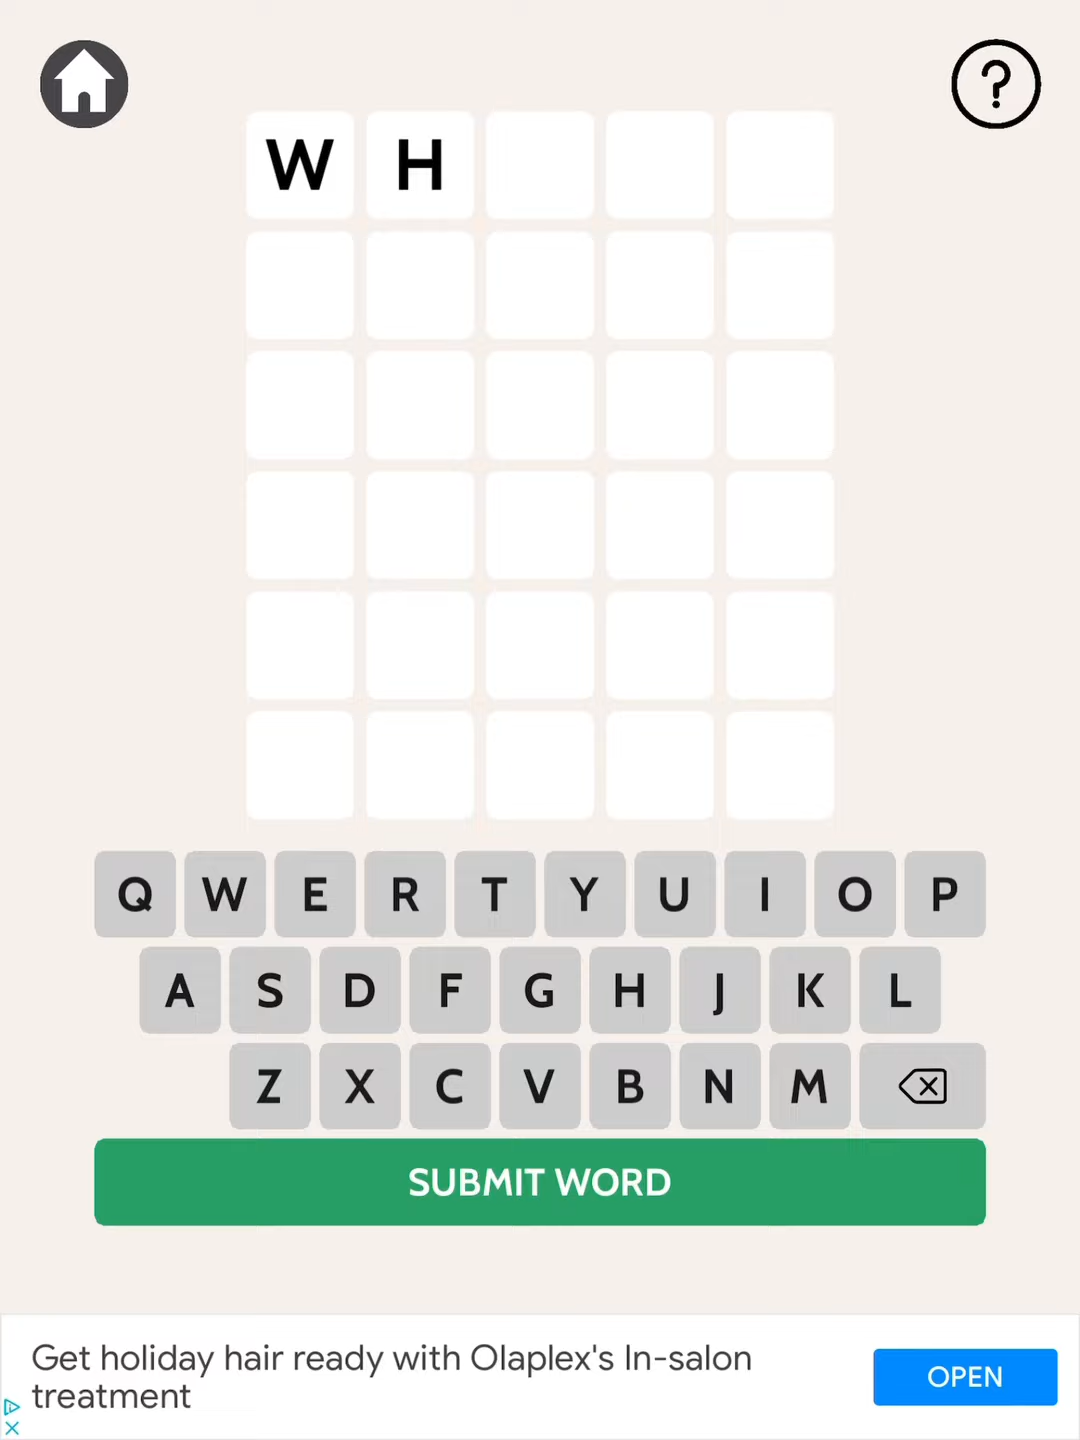 ?
W H
Q W E R T Y U I O P
A S D F G H J K L
Z X C V B N M
SUBMIT WORD
Get holiday hair ready with Olaplex's In-salon
treatment
OPEN